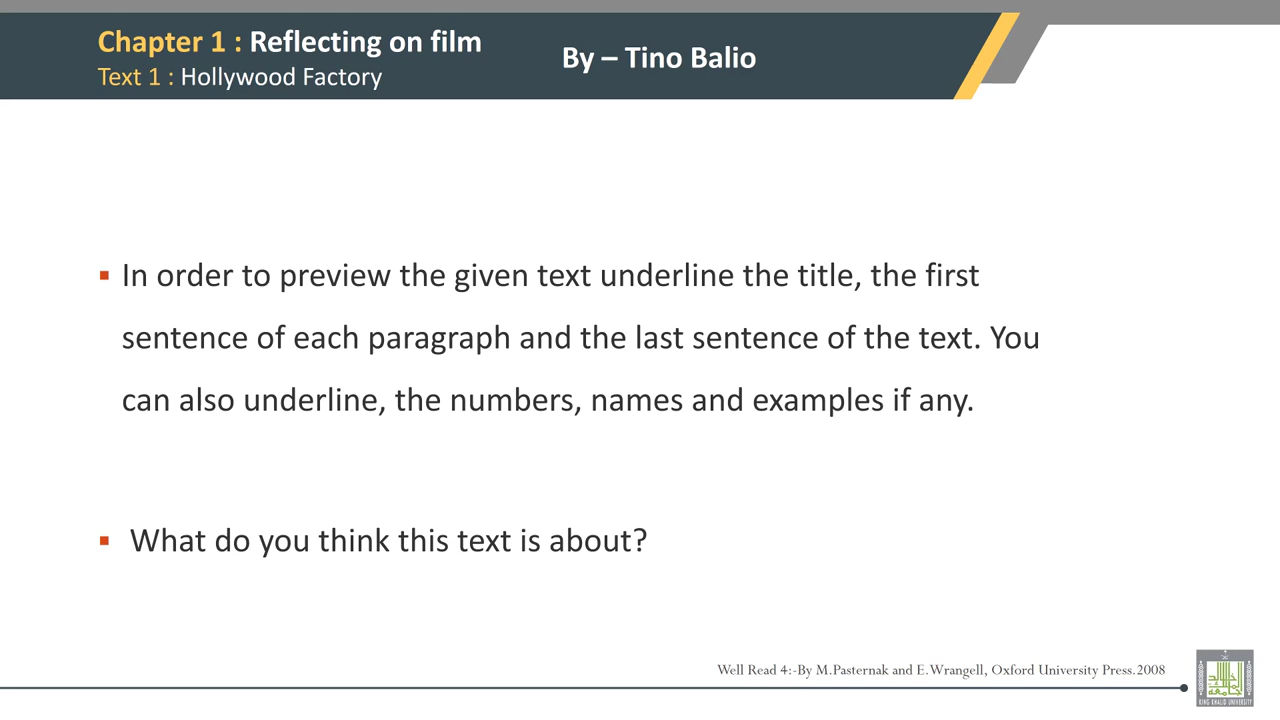 Chapter 1 : Reflecting on film
Text 1 : Hollywood Factory
By – Tino Balio
▪ In order to preview the given text underline the title, the first
sentence of each paragraph and the last sentence of the text. You
can also underline, the numbers, names and examples if any.
▪ What do you think this text is about?
Well Read 4:-By M.Pasternak and E.Wrangell, Oxford University Press.2008
KING KHALID UNIVERSITY